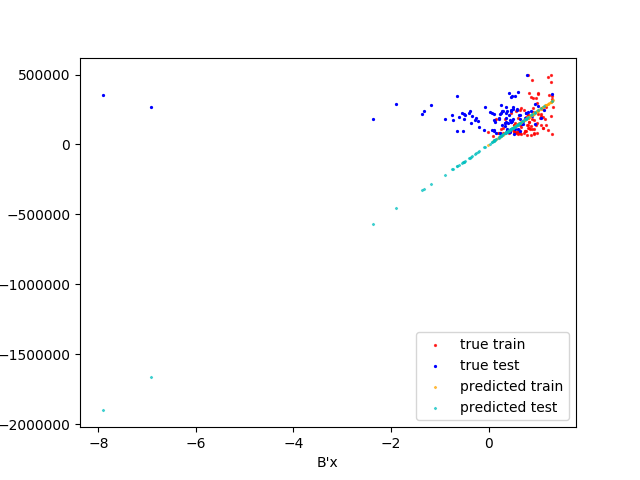 500000
0
−500000
−1000000
−1500000
−2000000
−8
−6
−4
−2
0
B'x
true train
true test
predicted train
predicted test